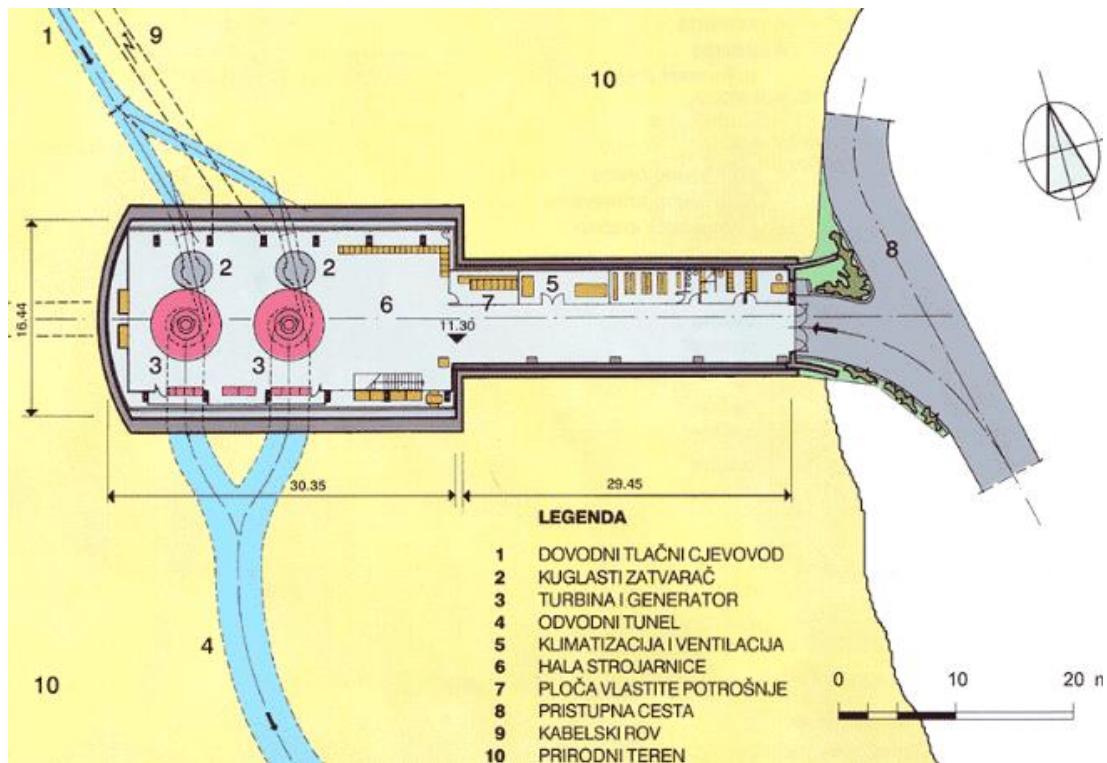 1
9
10
8
2
2
5
6
7
16.44
11.30
3
3
30.35
29.45
4
10
LEGENDA
1 DOVODNI TLAČNI CJEVOVOD
2 KUGLASTI ZATVARAČ
3 TURBINA I GENERATOR
4 ODVODNI TUNEL
5 KLIMATIZACIJA I VENTILACIJA
6 HALA STROJARNICE
7 PLOČA VLASTITE POTROŠNJE
8 PRISTUPNA CESTA
9 KABELSKI ROV
10 PRIRODNI TEREN
0 10 20 m